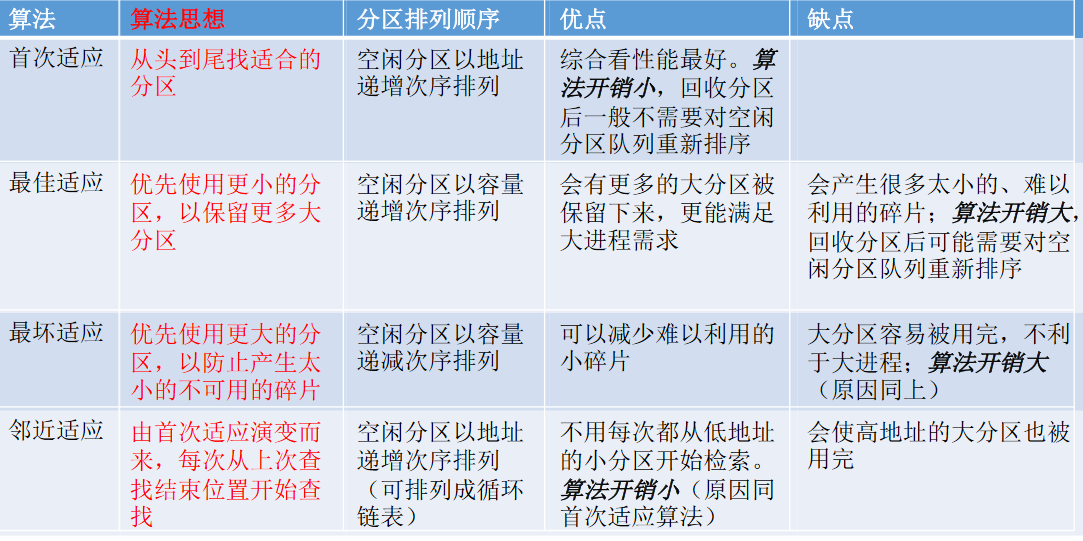 算法
算法思想
分区排列顺序
优点
缺点
首次适应
从头到尾找适合的
分区
空闲分区以地址
递增次序排列
综合看性能最好。算
法开销小，回收分区
后一般不需要对空闲
分区队列重新排序
最佳适应
优先使用更小的分
区，以保留更多大
分区
空闲分区以容量
递增次序排列
会有更多的大分区被
保留下来，更能满足
大进程需求
会产生很多太小的、难以
利用的碎片；算法开销大，
回收分区后可能需要对空
闲分区队列重新排序
最坏适应
优先使用更大的分
区，以防止产生太
小的不可用的碎片
空闲分区以容量
递减次序排列
可以减少难以利用的
小碎片
大分区容易被用完，不利
于大进程；算法开销大
（原因同上）
邻近适应
由首次适应演变而
来，每次从上次查
找结束位置开始查
找
空闲分区以地址
递增次序排列
（可排列成循环
链表）
不用每次都从低地址
的小分区开始检索。
算法开销小（原因同
首次适应算法）
会使高地址的大分区也被
用完